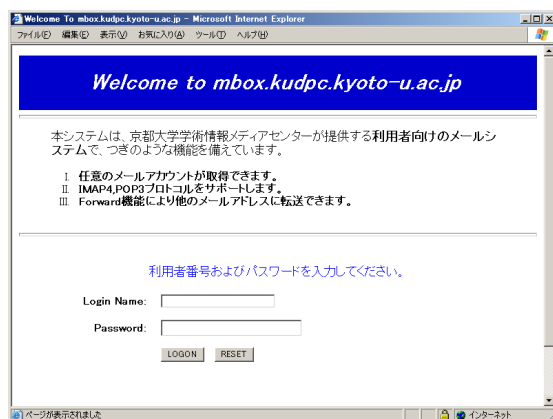 Welcome To mbox.kudpc.kyoto-u.ac.jp - Microsoft Internet Explorer
ファイル(F) 編集(E) 表示(V) お気に入り(A) ツール(T) ヘルプ(H)
Welcome to mbox.kudpc.kyoto-u.ac.jp
本システムは、京都大学学術情報メディアセンターが提供する利用者向けのメールシ
ステムで、つぎのような機能を備えています。
I. 任意のメールアカウントが取得できます。
II. IMAP4,POP3プロトコルをサポートします。
III. Forward機能により他のメールアドレスに転送できます。
利用者番号およびパスワードを入力してください。
Login Name:
Password:
LOGON RESET
ページが表示されました インターネット